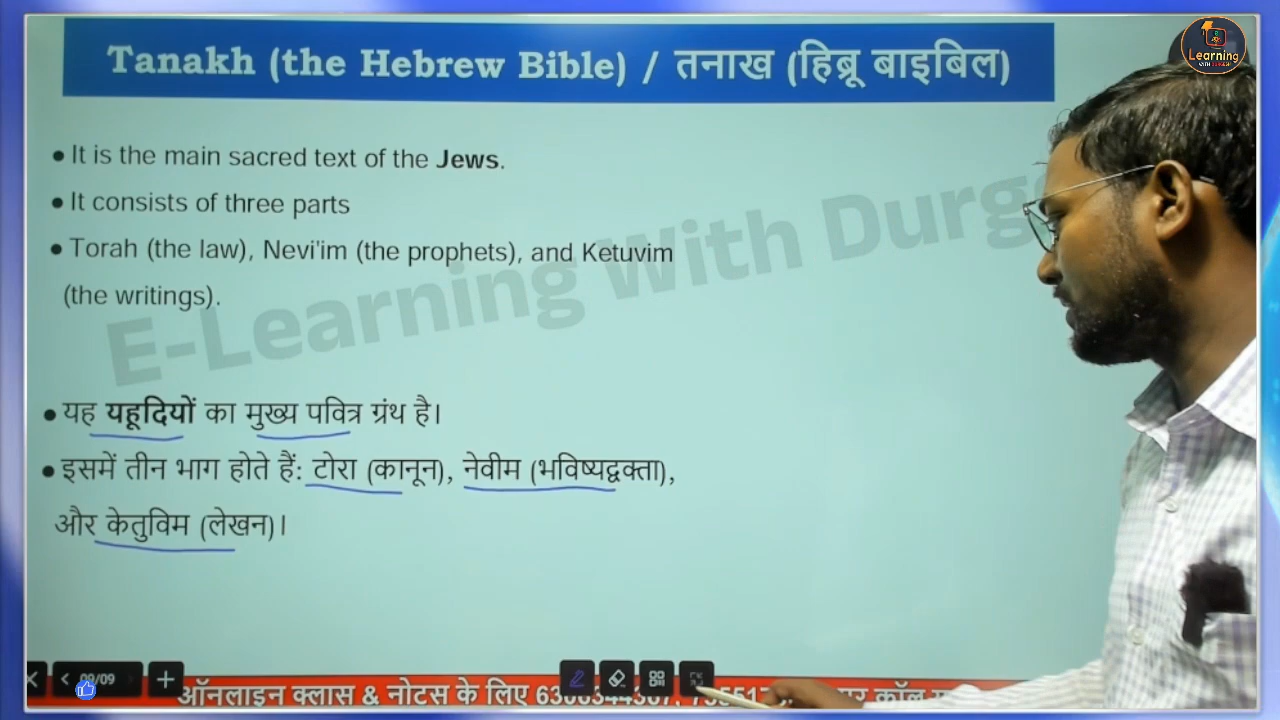 Tanakh (the Hebrew Bible) / तनाख (हिब्रू बाइबिल)
Learning
E-Learning With Durg
● It is the main sacred text of the Jews.
● It consists of three parts
● Torah (the law), Nevi'im (the prophets), and Ketuvim
(the writings).
● यह यहूदियों का मुख्य पवित्र ग्रंथ है।
● इसमें तीन भाग होते हैं: टोरा (कानून), नेवीम (भविष्यद्वक्ता),
और केतुविम (लेखन)।
09/09
ऑनलाइन क्लास & नोटस के लिए